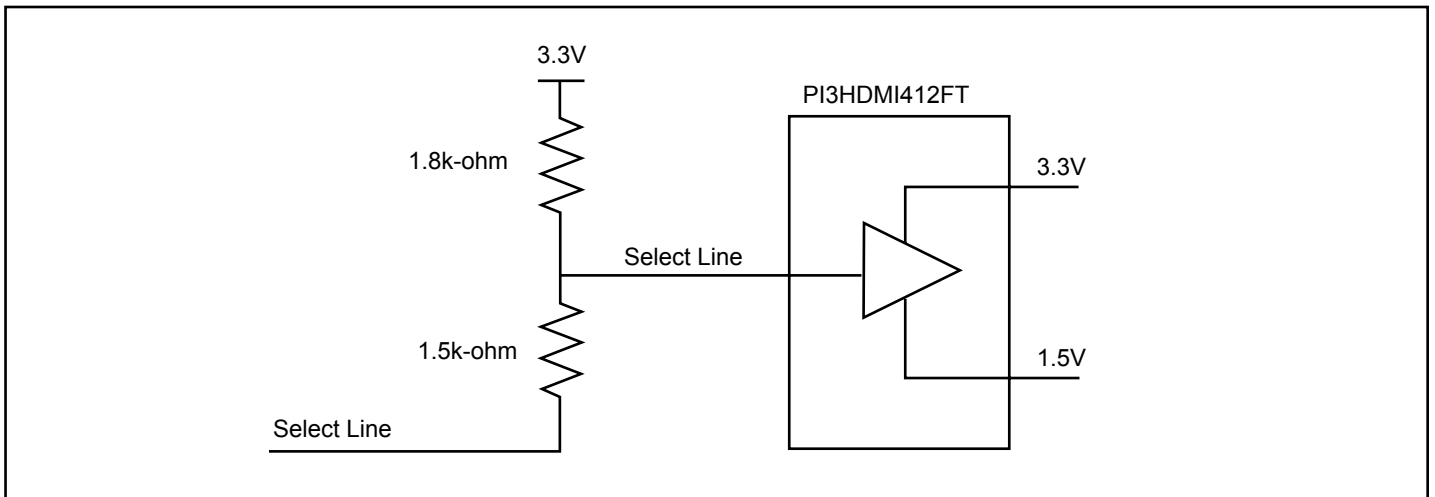 3.3V
PI3HDMI412FT
1.8k-ohm
3.3V
Select Line
1.5k-ohm
1.5V
Select Line